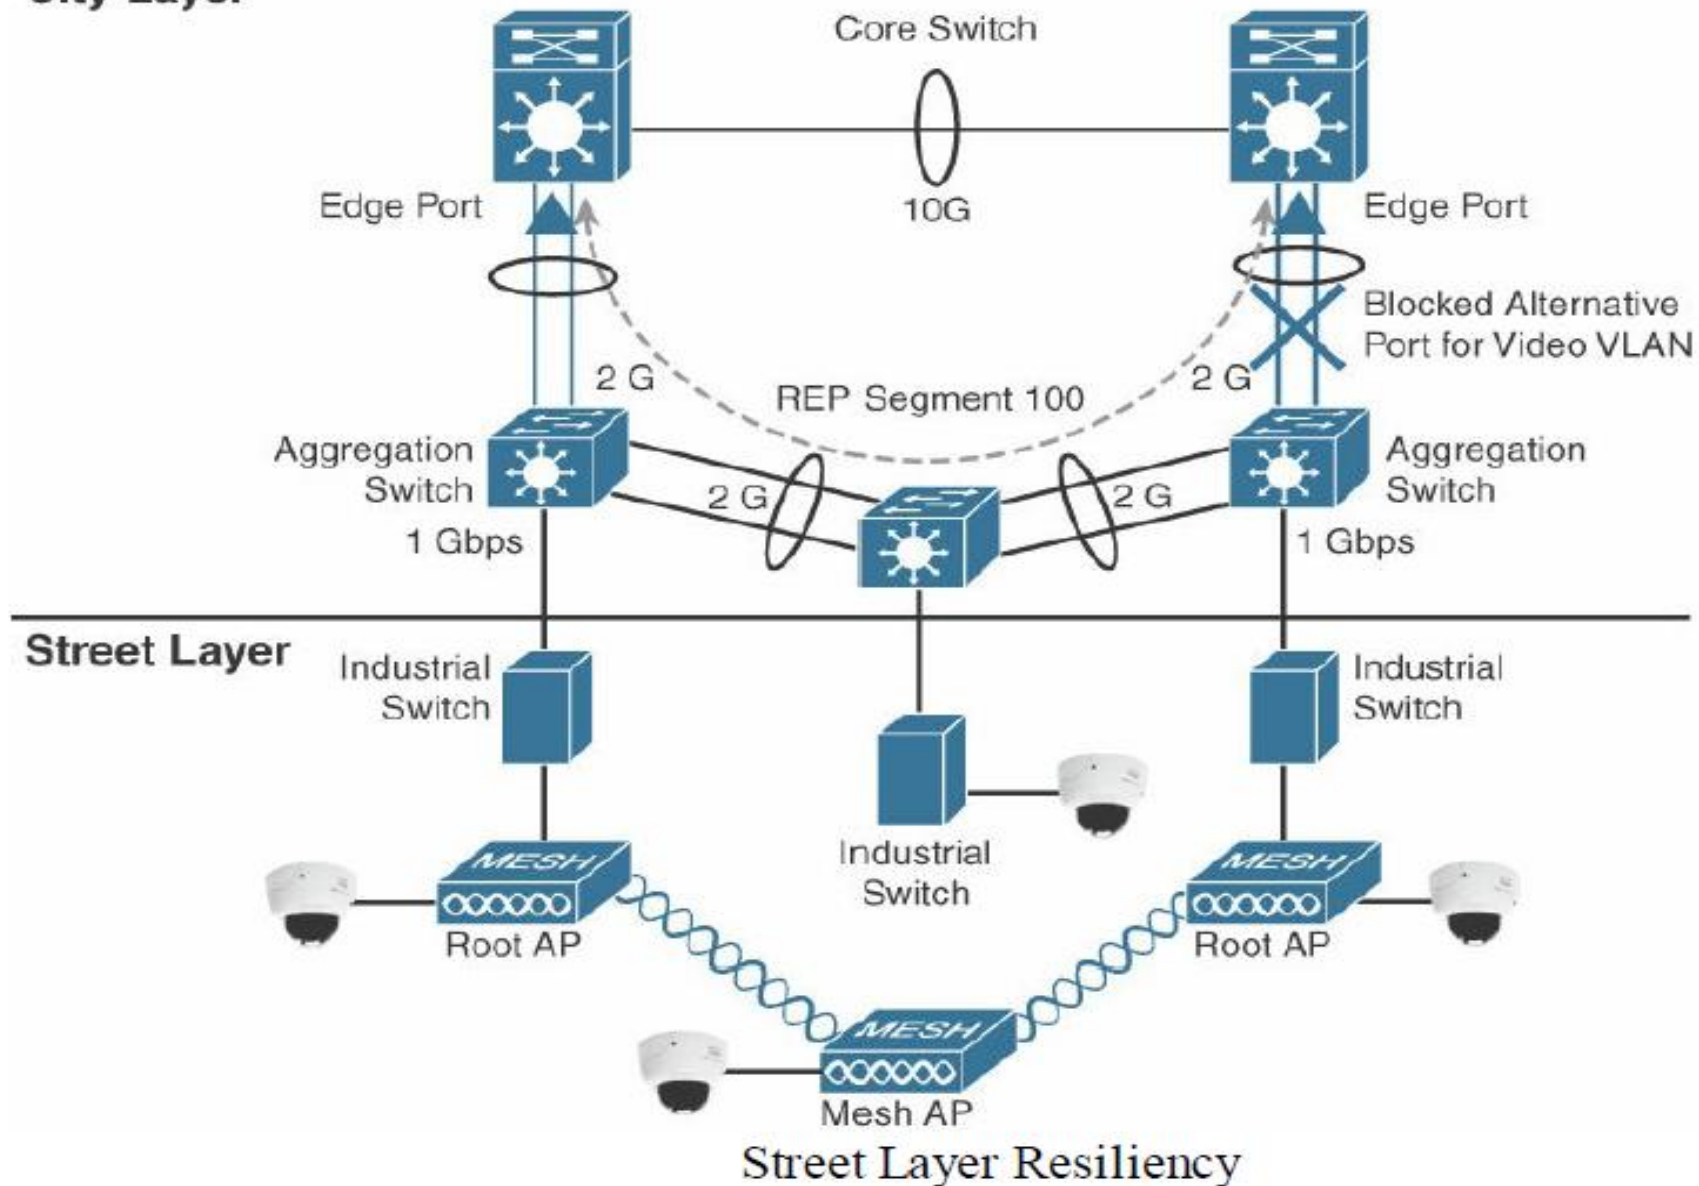 City Layer
Core Switch
Edge Port
10G
Edge Port
Blocked Alternative
Port for Video VLAN
2 G
REP Segment 100
2 G
Aggregation
Switch
2 G
2 G
Aggregation
Switch
1 Gbps
1 Gbps
Street Layer
Industrial
Switch
Industrial
Switch
Industrial
Switch
MESH
Root AP
MESH
Root AP
MESH
Mesh AP
Street Layer Resiliency